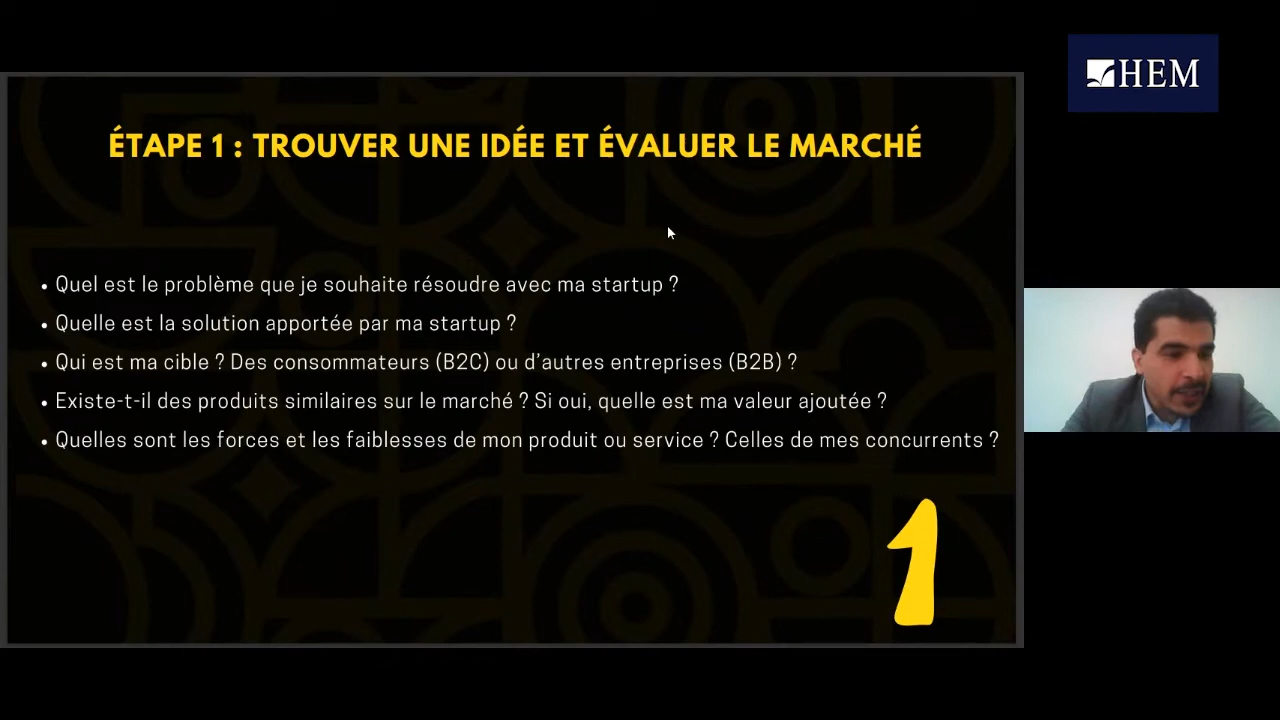 HEM
ÉTAPE 1 : TROUVER UNE IDÉE ET ÉVALUER LE MARCHÉ
• Quel est le problème que je souhaite résoudre avec ma startup ?
• Quelle est la solution apportée par ma startup ?
• Qui est ma cible ? Des consommateurs (B2C) ou d’autres entreprises (B2B) ?
• Existe-t-il des produits similaires sur le marché ? Si oui, quelle est ma valeur ajoutée ?
• Quelles sont les forces et les faiblesses de mon produit ou service ? Celles de mes concurrents ?
1